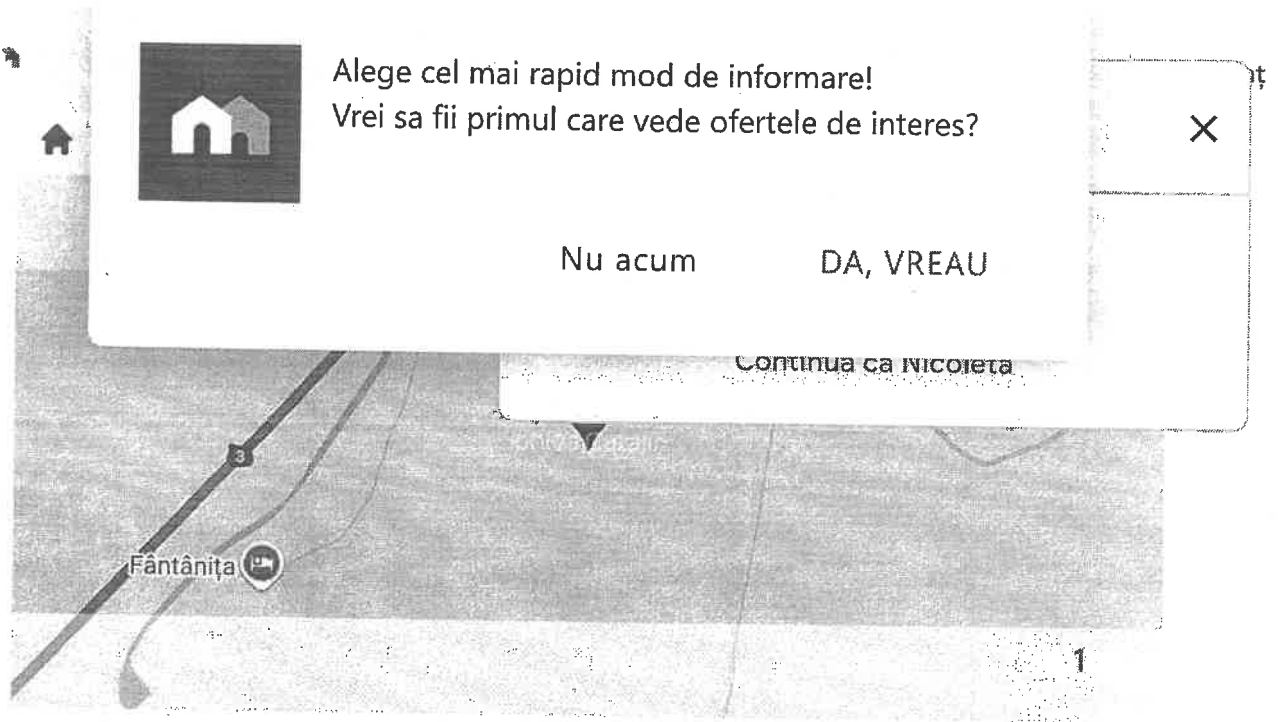 Alege cel mai rapid mod de informare!
Vrei sa fii primul care vede ofertele de interes?
Nu acum
DA, VREAU
Continuă ca Nicoleta
3
Fântânița
1